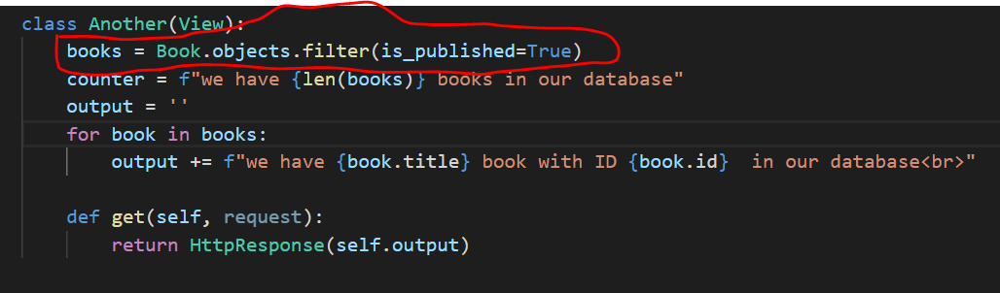 class Another(View):
    books = Book.objects.filter(is_published=True)
    counter = f"we have {len(books)} books in our database"
    output = ''
    for book in books:
        output += f"we have {book.title} book with ID {book.id}  in our database<br>"
    def get(self, request):
        return HttpResponse(self.output)